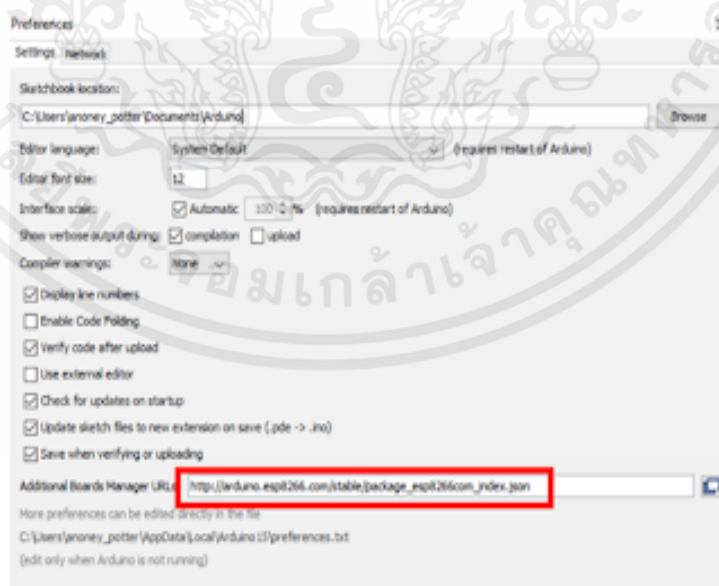 Preferences
Settings Network
Sketchbook location:
C:\Users\anoney_potter\Documents\Arduino Browse
Editor language: System Default (requires restart of Arduino)
Editor font size: 12
Interface scale: Automatic 100 % (requires restart of Arduino)
Show verbose output during: compilation upload
Compiler warnings: None
Display line numbers
Enable Code Folding
Verify code after upload
Use external editor
Check for updates on startup
Update sketch files to new extension on save (.pde -> .ino)
Save when verifying or uploading
Additional Boards Manager URLs http://arduino.esp8266.com/stable/package_esp8266com_index.json
More preferences can be edited directly in the file
C:\Users\anoney_potter\AppData\Local\Arduino15\preferences.txt
(edit only when Arduino is not running)